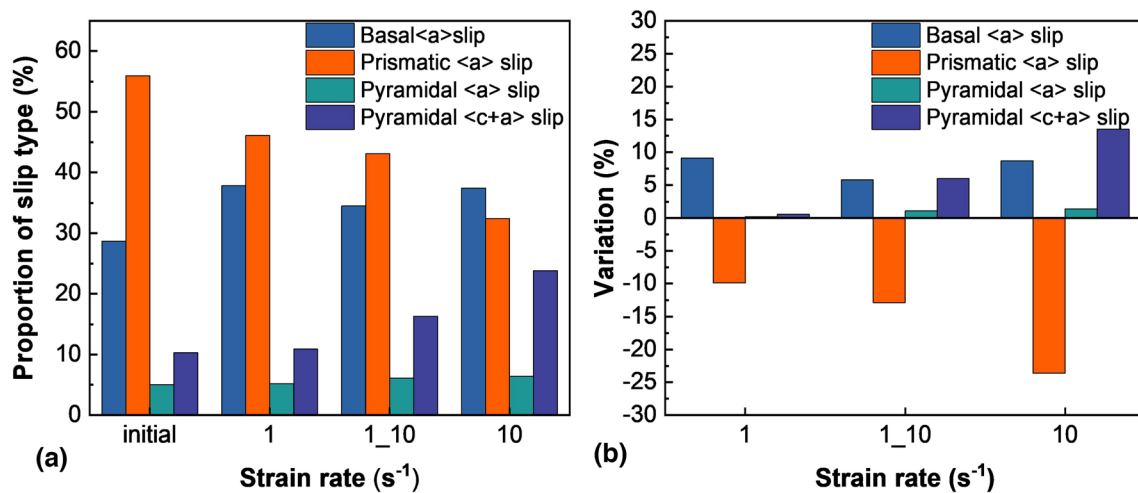 Proportion of slip type (%)
60
50
40
30
20
10
0
Basal<a>slip
Prismatic <a> slip
Pyramidal <a> slip
Pyramidal <c+a> slip
initial
1
1_10
10
(a)
Strain rate (s⁻¹)
Variation (%)
30
25
20
15
10
5
0
-5
-10
-15
-20
-25
-30
Basal <a> slip
Prismatic <a> slip
Pyramidal <a> slip
Pyramidal <c+a> slip
1
1_10
10
(b)
Strain rate (s⁻¹)